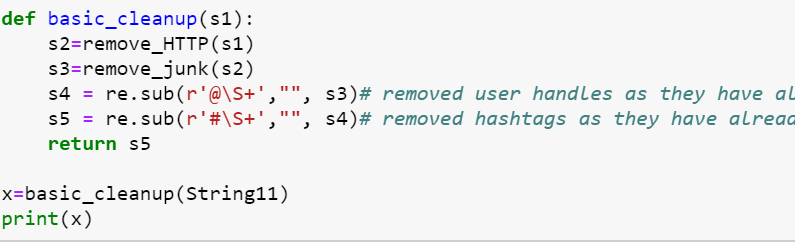 def basic_cleanup(s1):
    s2=remove_HTTP(s1)
    s3=remove_junk(s2)
    s4 = re.sub(r'@\S+',"", s3)# removed user handles as they have al
    s5 = re.sub(r'#\S+',"", s4)# removed hashtags as they have alread
    return s5
x=basic_cleanup(String11)
print(x)